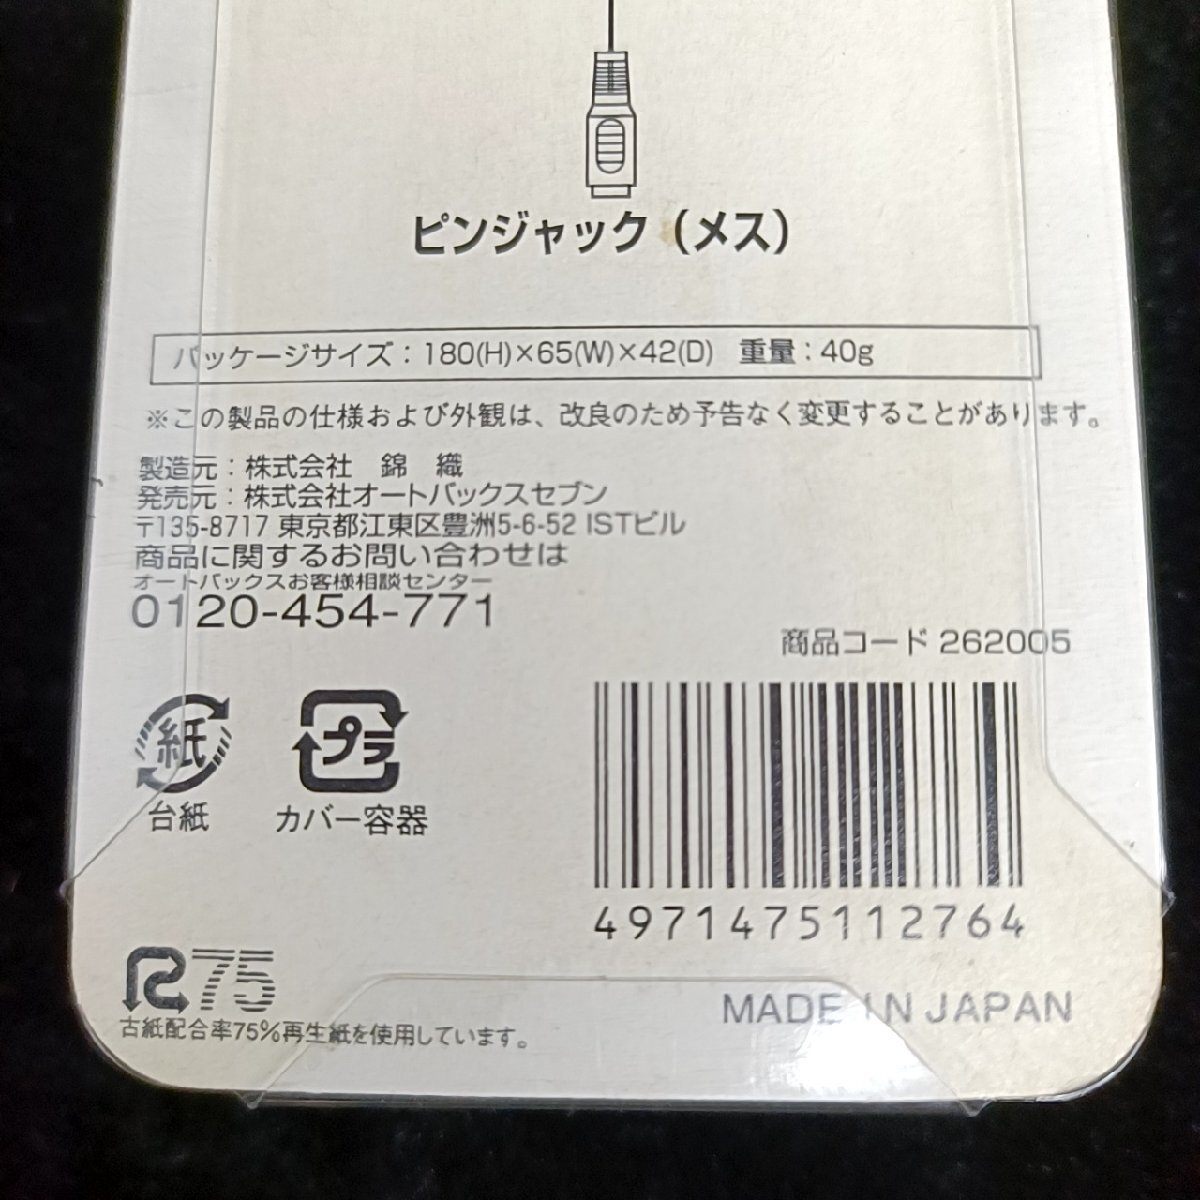 ピンジャック（メス）
パッケージサイズ：180(H)×65(W)×42(D) 重量：40g
※この製品の仕様および外観は、改良のため予告なく変更することがあります。
製造元：株式会社 錦 織
発売元：株式会社オートバックスセブン
〒135-8717 東京都江東区豊洲5-6-52 ISTビル
商品に関するお問い合わせは
オートバックスお客様相談センター
0120-454-771
商品コード 262005
紙
台紙
プラ
カバー容器
4971475112764
R75
古紙配合率75%再生紙を使用しています。
MADE IN JAPAN